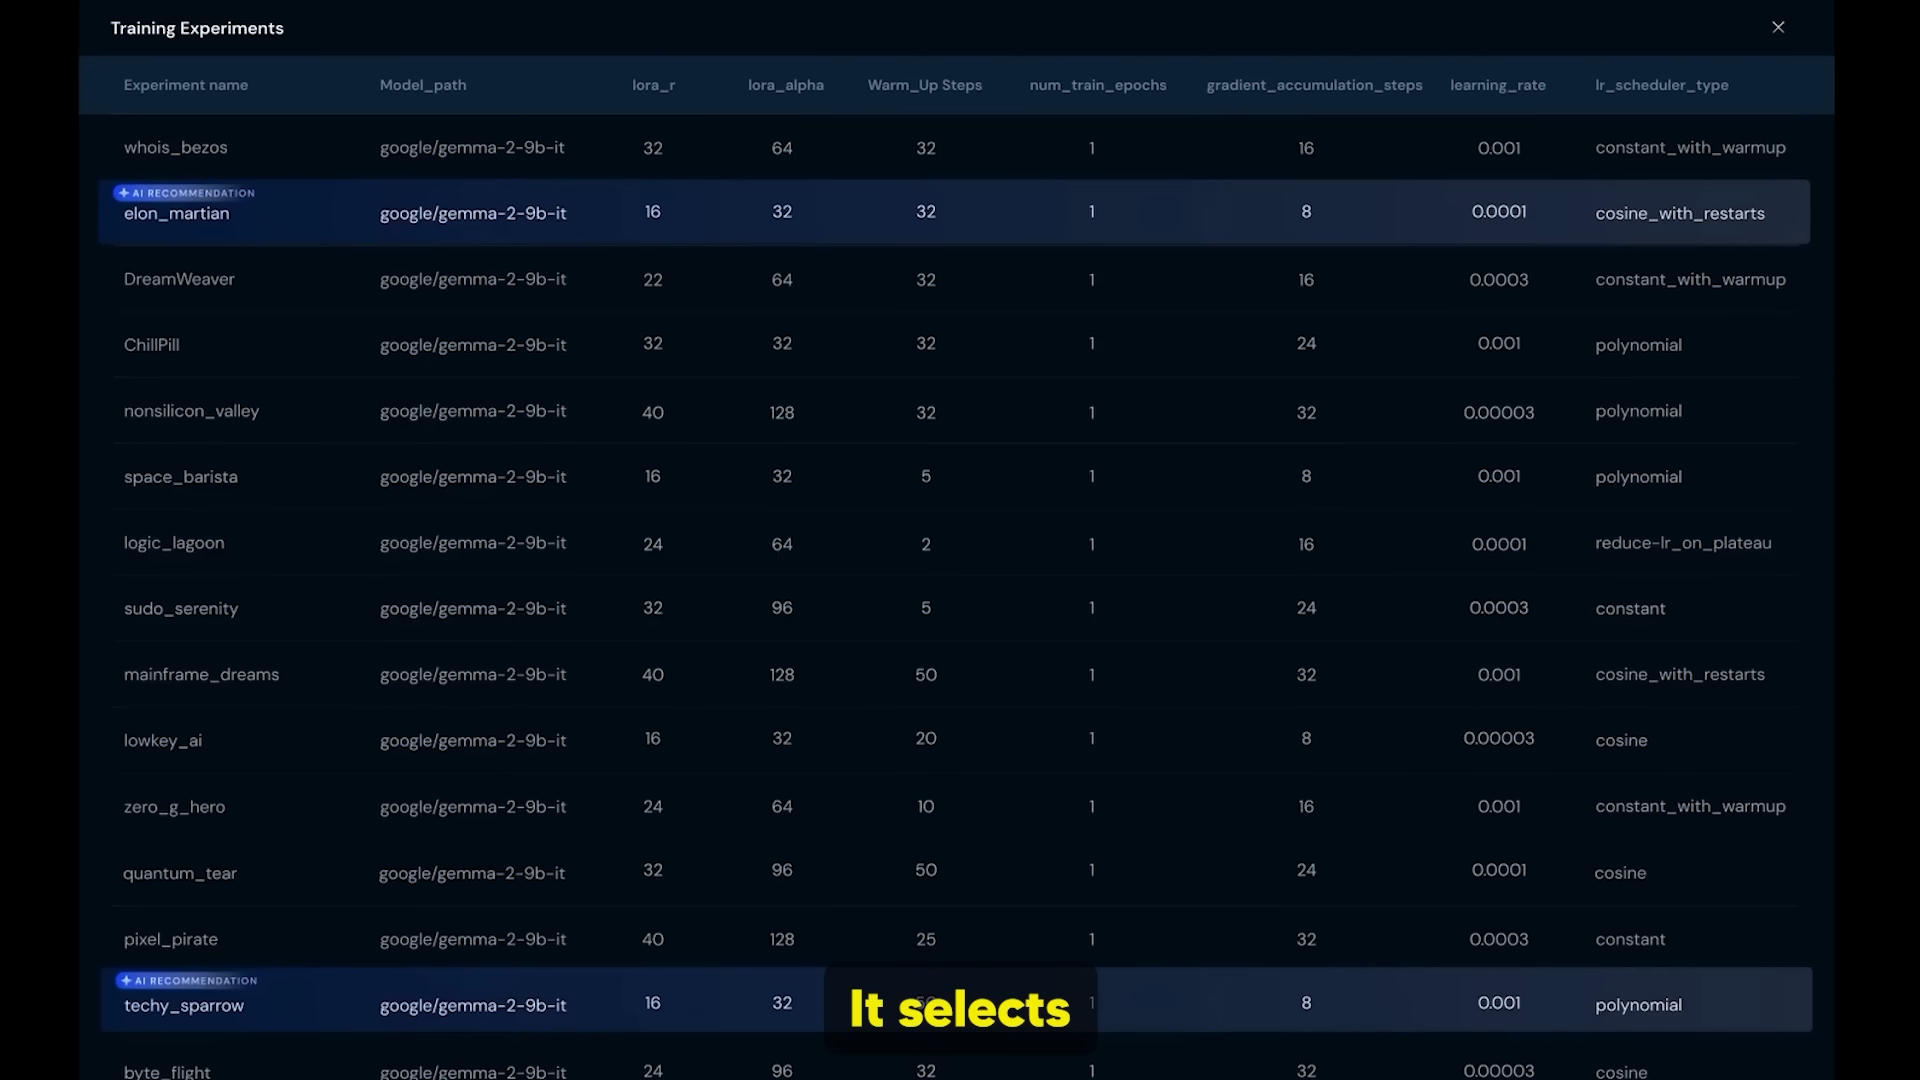 Training Experiments
Experiment name Model_path lora_r lora_alpha Warm_Up Steps num_train_epochs gradient_accumulation_steps learning_rate lr_scheduler_type
whois_bezos google/gemma-2-9b-it 32 64 32 1 16 0.001 constant_with_warmup
AI RECOMMENDATION
elon_martian google/gemma-2-9b-it 16 32 32 1 8 0.0001 cosine_with_restarts
DreamWeaver google/gemma-2-9b-it 22 64 32 1 16 0.0003 constant_with_warmup
ChillPill google/gemma-2-9b-it 32 32 32 1 24 0.001 polynomial
nonsilicon_valley google/gemma-2-9b-it 40 128 32 1 32 0.00003 polynomial
space_barista google/gemma-2-9b-it 16 32 5 1 8 0.001 polynomial
logic_lagoon google/gemma-2-9b-it 24 64 2 1 16 0.0001 reduce-lr_on_plateau
sudo_serenity google/gemma-2-9b-it 32 96 5 1 24 0.0003 constant
mainframe_dreams google/gemma-2-9b-it 40 128 50 1 32 0.001 cosine_with_restarts
lowkey_ai google/gemma-2-9b-it 16 32 20 1 8 0.00003 cosine
zero_g_hero google/gemma-2-9b-it 24 64 10 1 16 0.001 constant_with_warmup
quantum_tear google/gemma-2-9b-it 32 96 50 1 24 0.0001 cosine
pixel_pirate google/gemma-2-9b-it 40 128 25 1 32 0.0003 constant
AI RECOMMENDATION
techy_sparrow google/gemma-2-9b-it 16 32 1 8 0.001 polynomial
It selects
byte_flight google/gemma-2-9b-it 24 96 32 1 32 0.00003 cosine